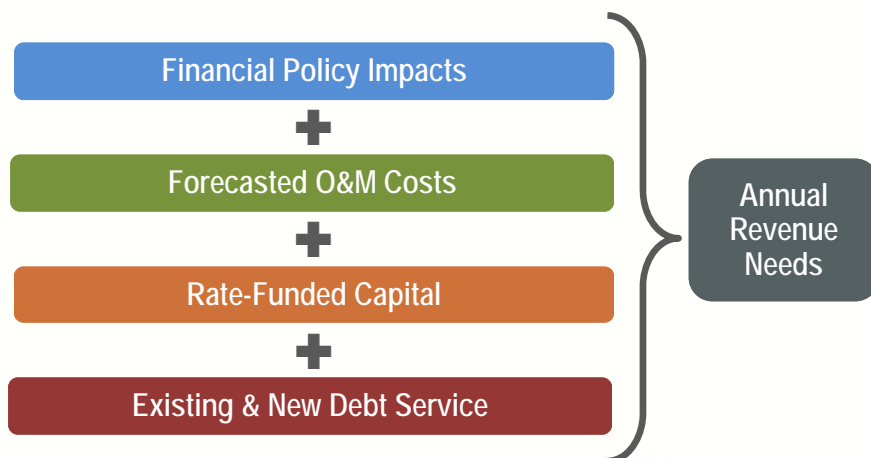 Financial Policy Impacts
+
Forecasted O&M Costs
+
Rate-Funded Capital
+
Existing & New Debt Service
Annual
Revenue
Needs